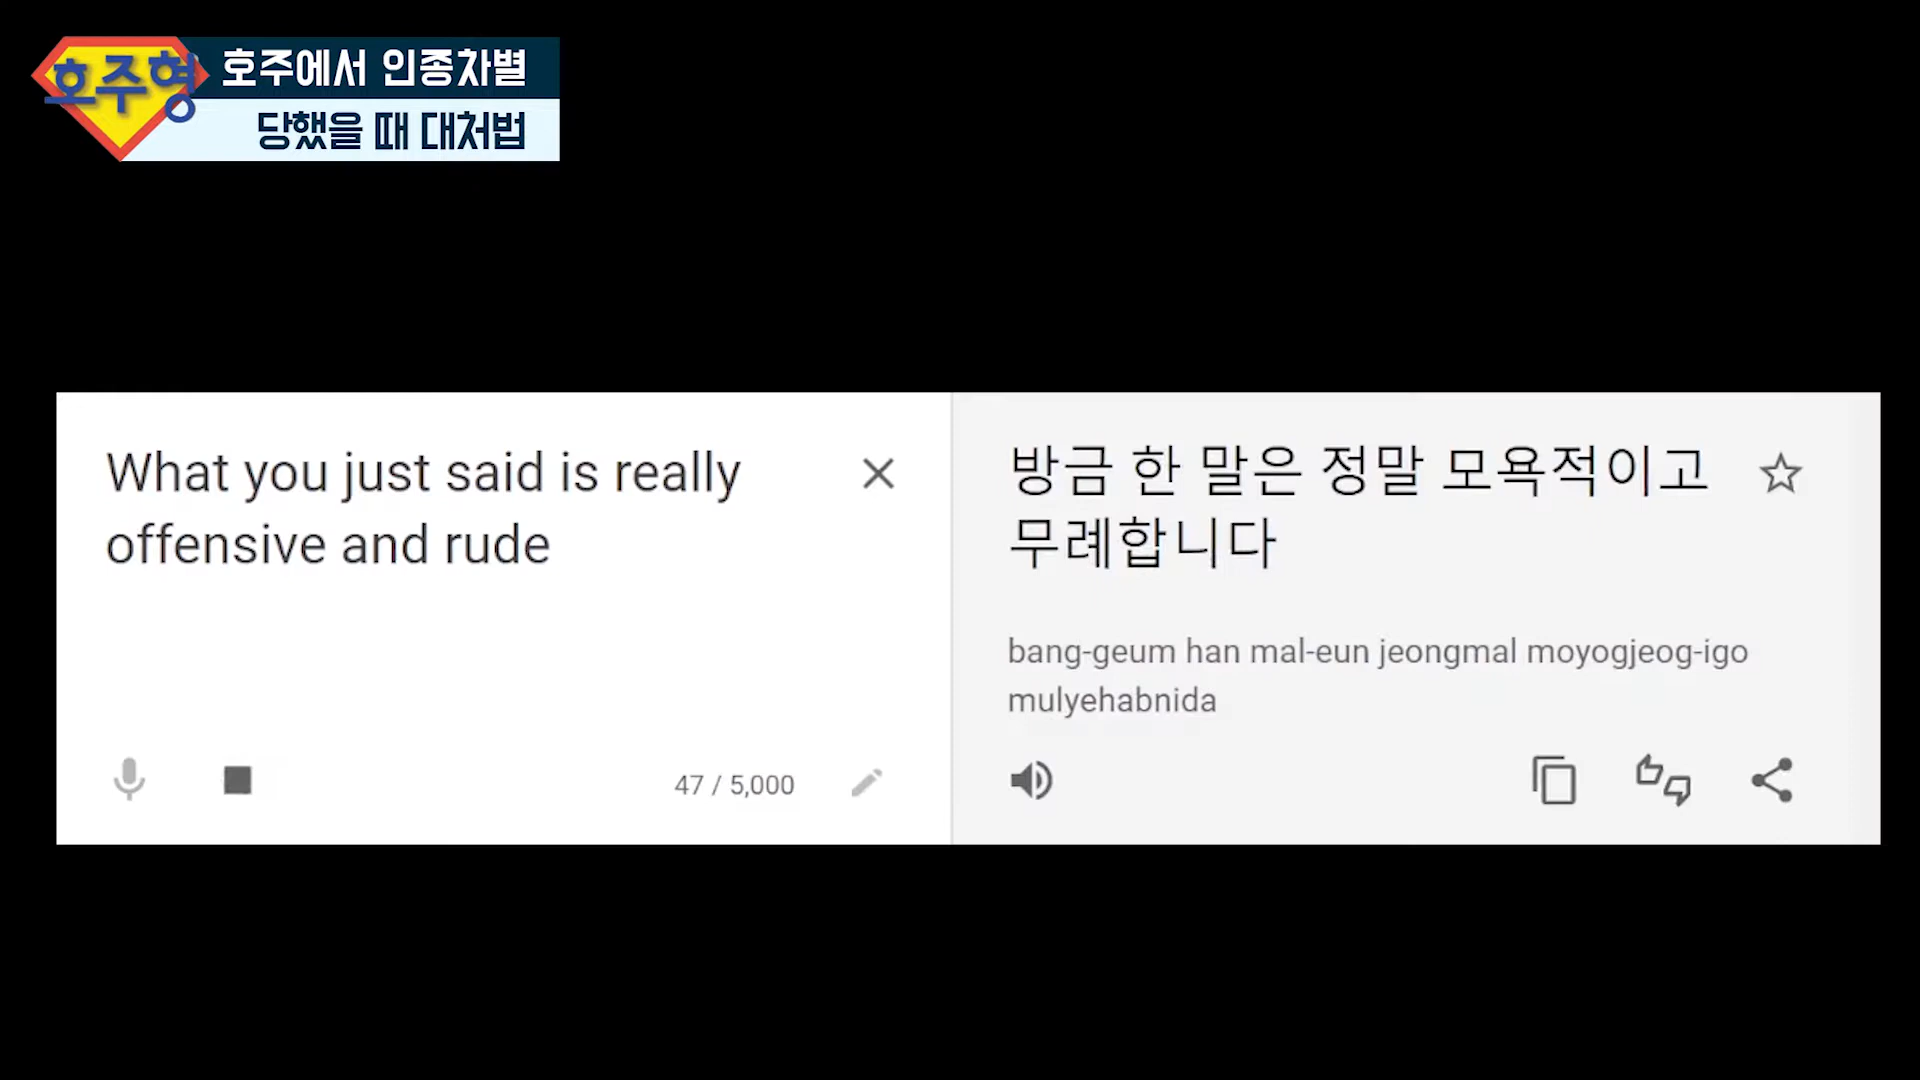 호주형
호주에서 인종차별
당했을 때 대처법
What you just said is really
offensive and rude
47 / 5,000
방금 한 말은 정말 모욕적이고
무례합니다
bang-geum han mal-eun jeongmal moyogjeog-igo
mulyehabnida